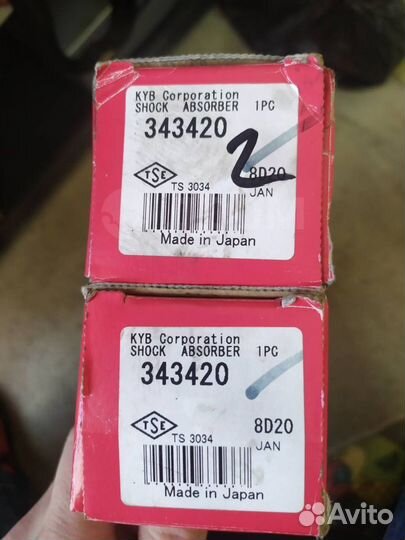 KYB Corporation
SHOCK ABSORBER 1PC
343420
2
8D20
TSE
TS 3034
JAN
Made in Japan
KYB Corporation
SHOCK ABSORBER 1PC
343420
8D20
TSE
TS 3034
JAN
Made in Japan
Avito